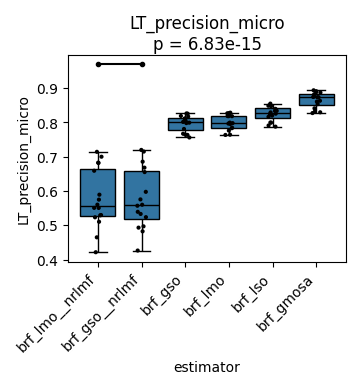 LT_precision_micro
p = 6.83e-15
LT_precision_micro
0.9
0.8
0.7
0.6
0.5
0.4
brf_lmo__nrlmf
brf_gso__nrlmf
brf_gso
brf_lmo
brf_lso
brf_gmosa
estimator